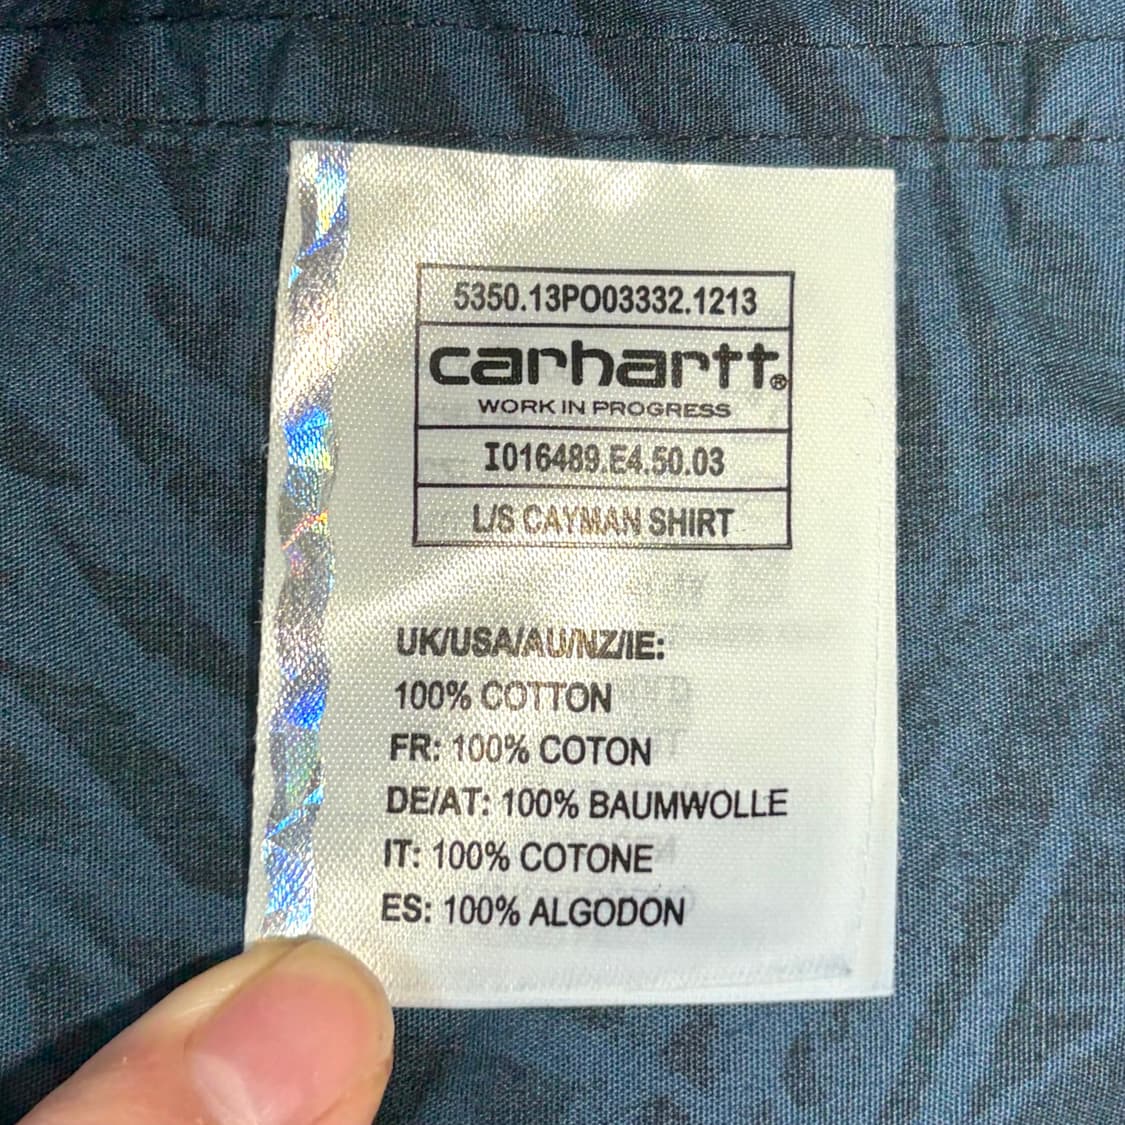 5350.13PO03332.1213
carhartt®
WORK IN PROGRESS
I016489.E4.50.03
L/S CAYMAN SHIRT
UK/USA/AU/NZ/IE:
100% COTTON
FR: 100% COTON
DE/AT: 100% BAUMWOLLE
IT: 100% COTONE
ES: 100% ALGODON